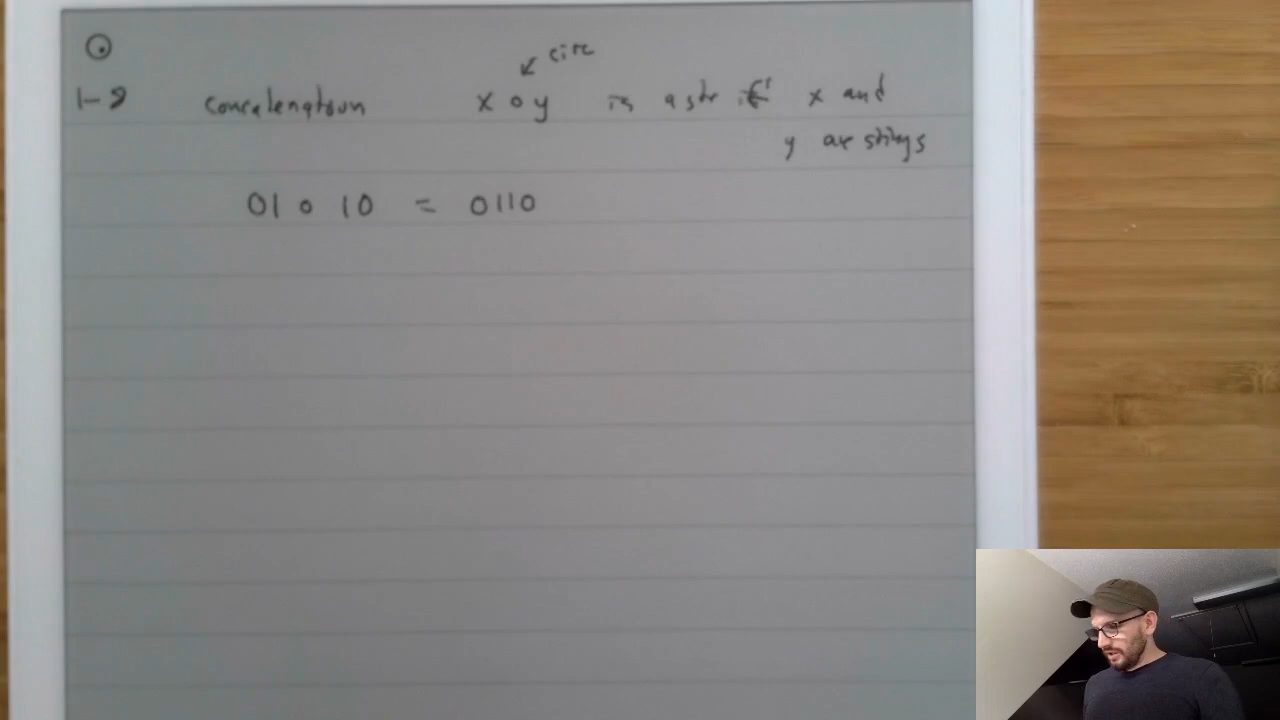 circ
1-8 concatenation x o y is a str if x and
y are strings
01 o 10 = 0110